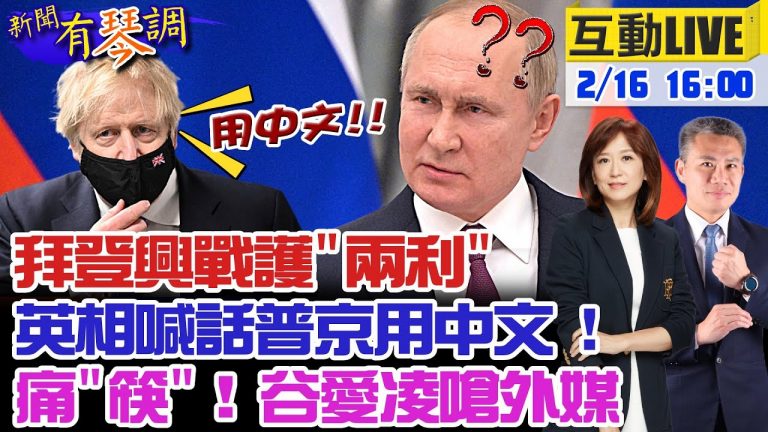 新聞
有琴調
互動LIVE
2/16 16:00
用中文!!
??
拜登興戰護"兩利"
英相喊話普京用中文！
痛"筷"！谷愛凌嗆外媒